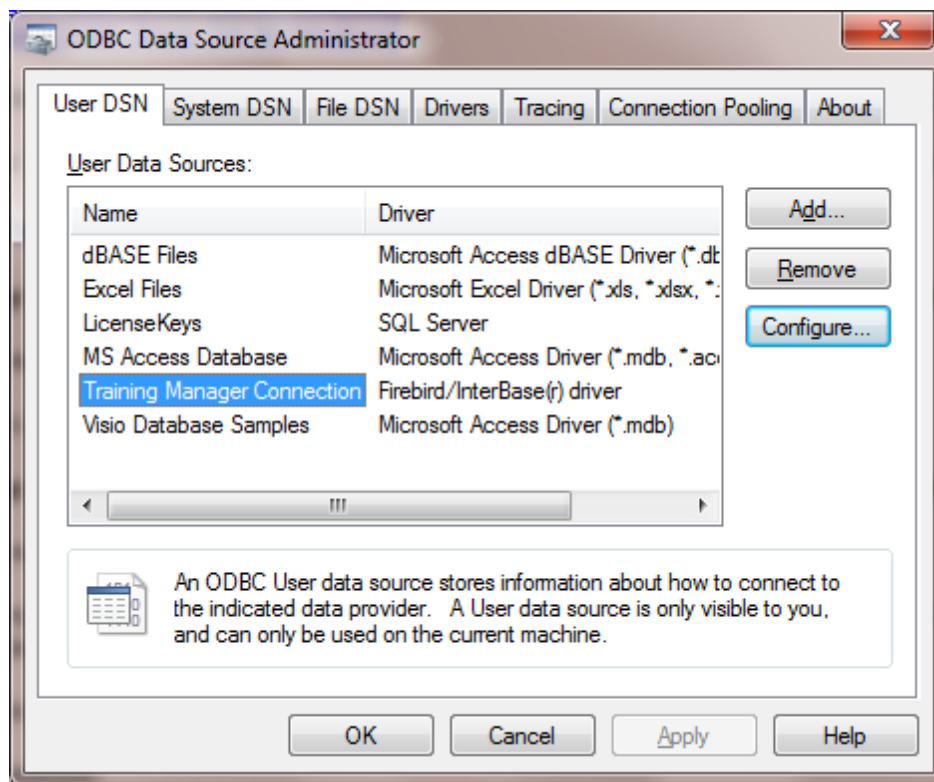 ODBC Data Source Administrator
User DSN System DSN File DSN Drivers Tracing Connection Pooling About
User Data Sources:
Name Driver
dBASE Files Microsoft Access dBASE Driver (*.db
Excel Files Microsoft Excel Driver (*.xls, *.xlsx, *.
LicenseKeys SQL Server
MS Access Database Microsoft Access Driver (*.mdb, *.acc
Training Manager Connection Firebird/InterBase(r) driver
Visio Database Samples Microsoft Access Driver (*.mdb)
Add...
Remove
Configure...
An ODBC User data source stores information about how to connect to
the indicated data provider. A User data source is only visible to you,
and can only be used on the current machine.
OK Cancel Apply Help